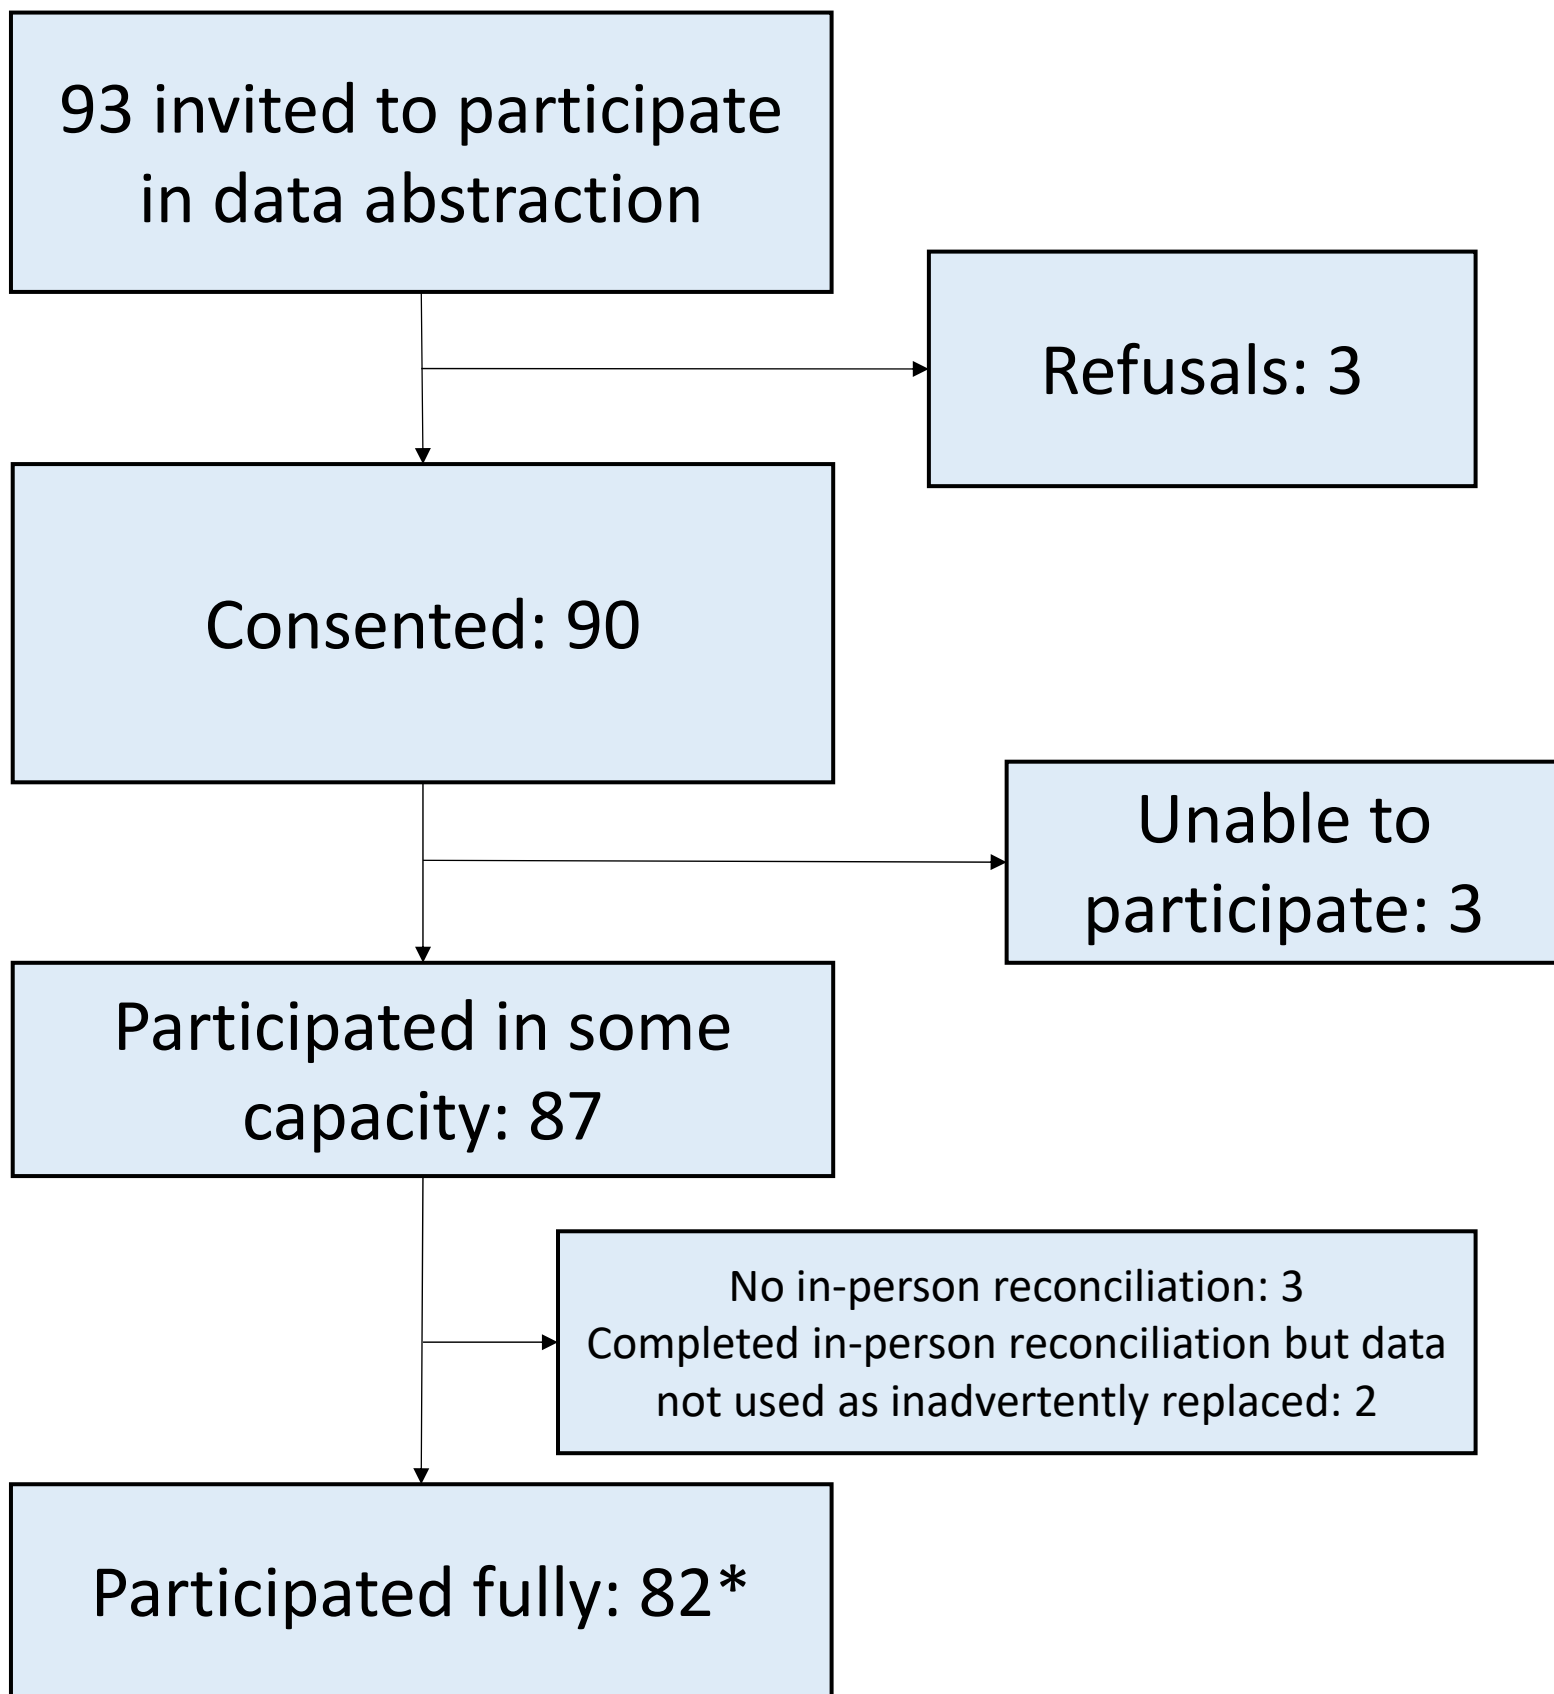 93 invited to participate
in data abstraction
Refusals: 3
Consented: 90
Unable to
participate: 3
Participated in some
capacity: 87
No in-person reconciliation: 3
Completed in-person reconciliation but data
not used as inadvertently replaced: 2
Participated fully: 82*